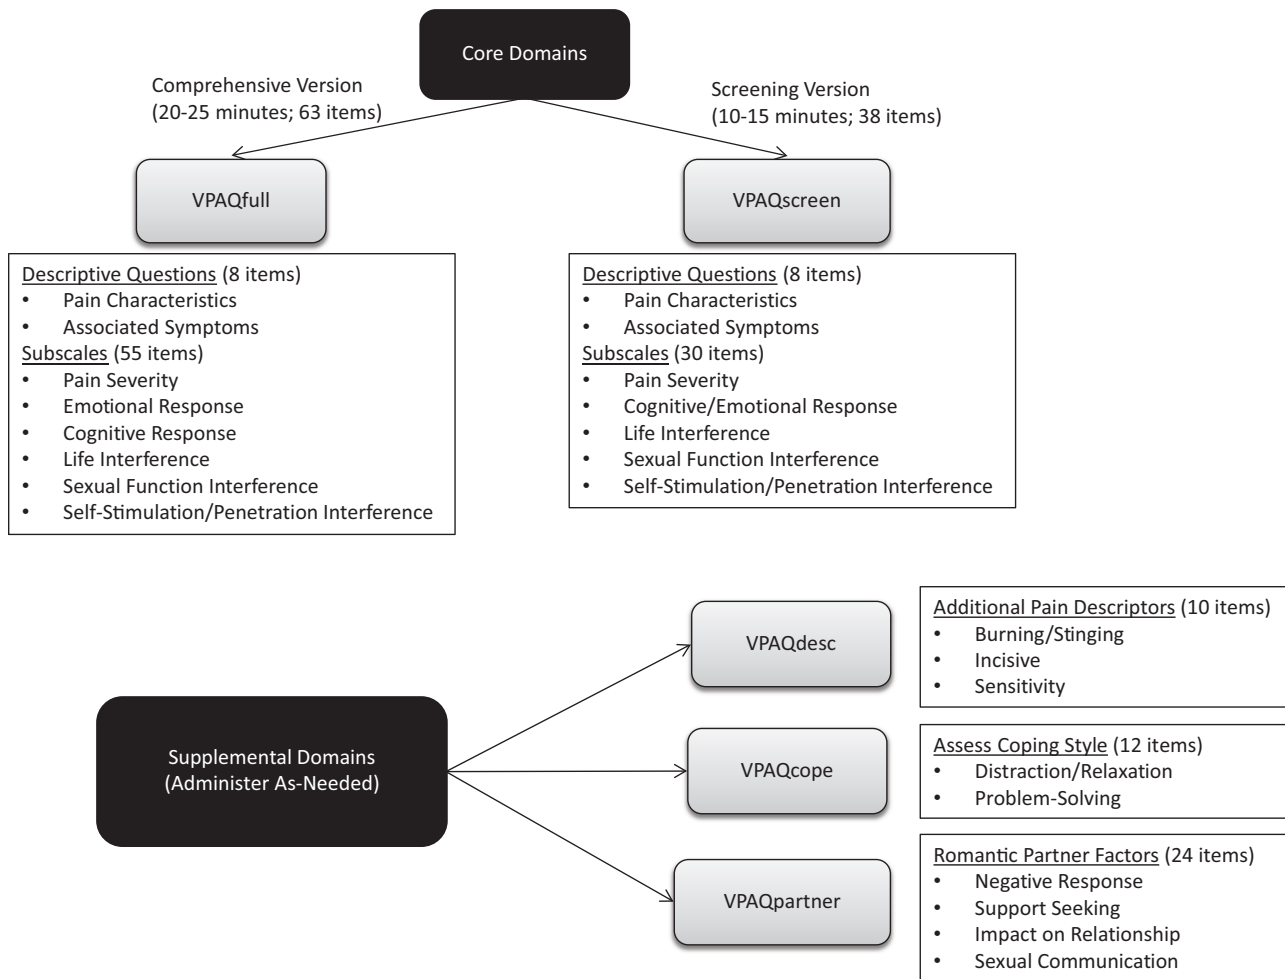 Core Domains
Comprehensive Version
(20-25 minutes; 63 items)
Screening Version
(10-15 minutes; 38 items)
VPAQfull
VPAQscreen
Descriptive Questions (8 items)
• Pain Characteristics
• Associated Symptoms
Subscales (55 items)
• Pain Severity
• Emotional Response
• Cognitive Response
• Life Interference
• Sexual Function Interference
• Self-Stimulation/Penetration Interference
Descriptive Questions (8 items)
• Pain Characteristics
• Associated Symptoms
Subscales (30 items)
• Pain Severity
• Cognitive/Emotional Response
• Life Interference
• Sexual Function Interference
• Self-Stimulation/Penetration Interference
Supplemental Domains
(Administer As-Needed)
VPAQdesc
Additional Pain Descriptors (10 items)
• Burning/Stinging
• Incisive
• Sensitivity
VPAQcope
Assess Coping Style (12 items)
• Distraction/Relaxation
• Problem-Solving
VPAQpartner
Romantic Partner Factors (24 items)
• Negative Response
• Support Seeking
• Impact on Relationship
• Sexual Communication